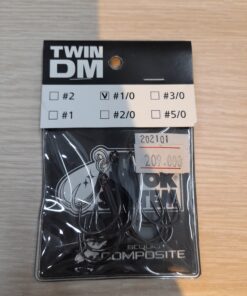 TWIN
DM
#2 V #1/0 #3/0
#1 #2/0 #5/0
202101
209.000
COMPOSITE